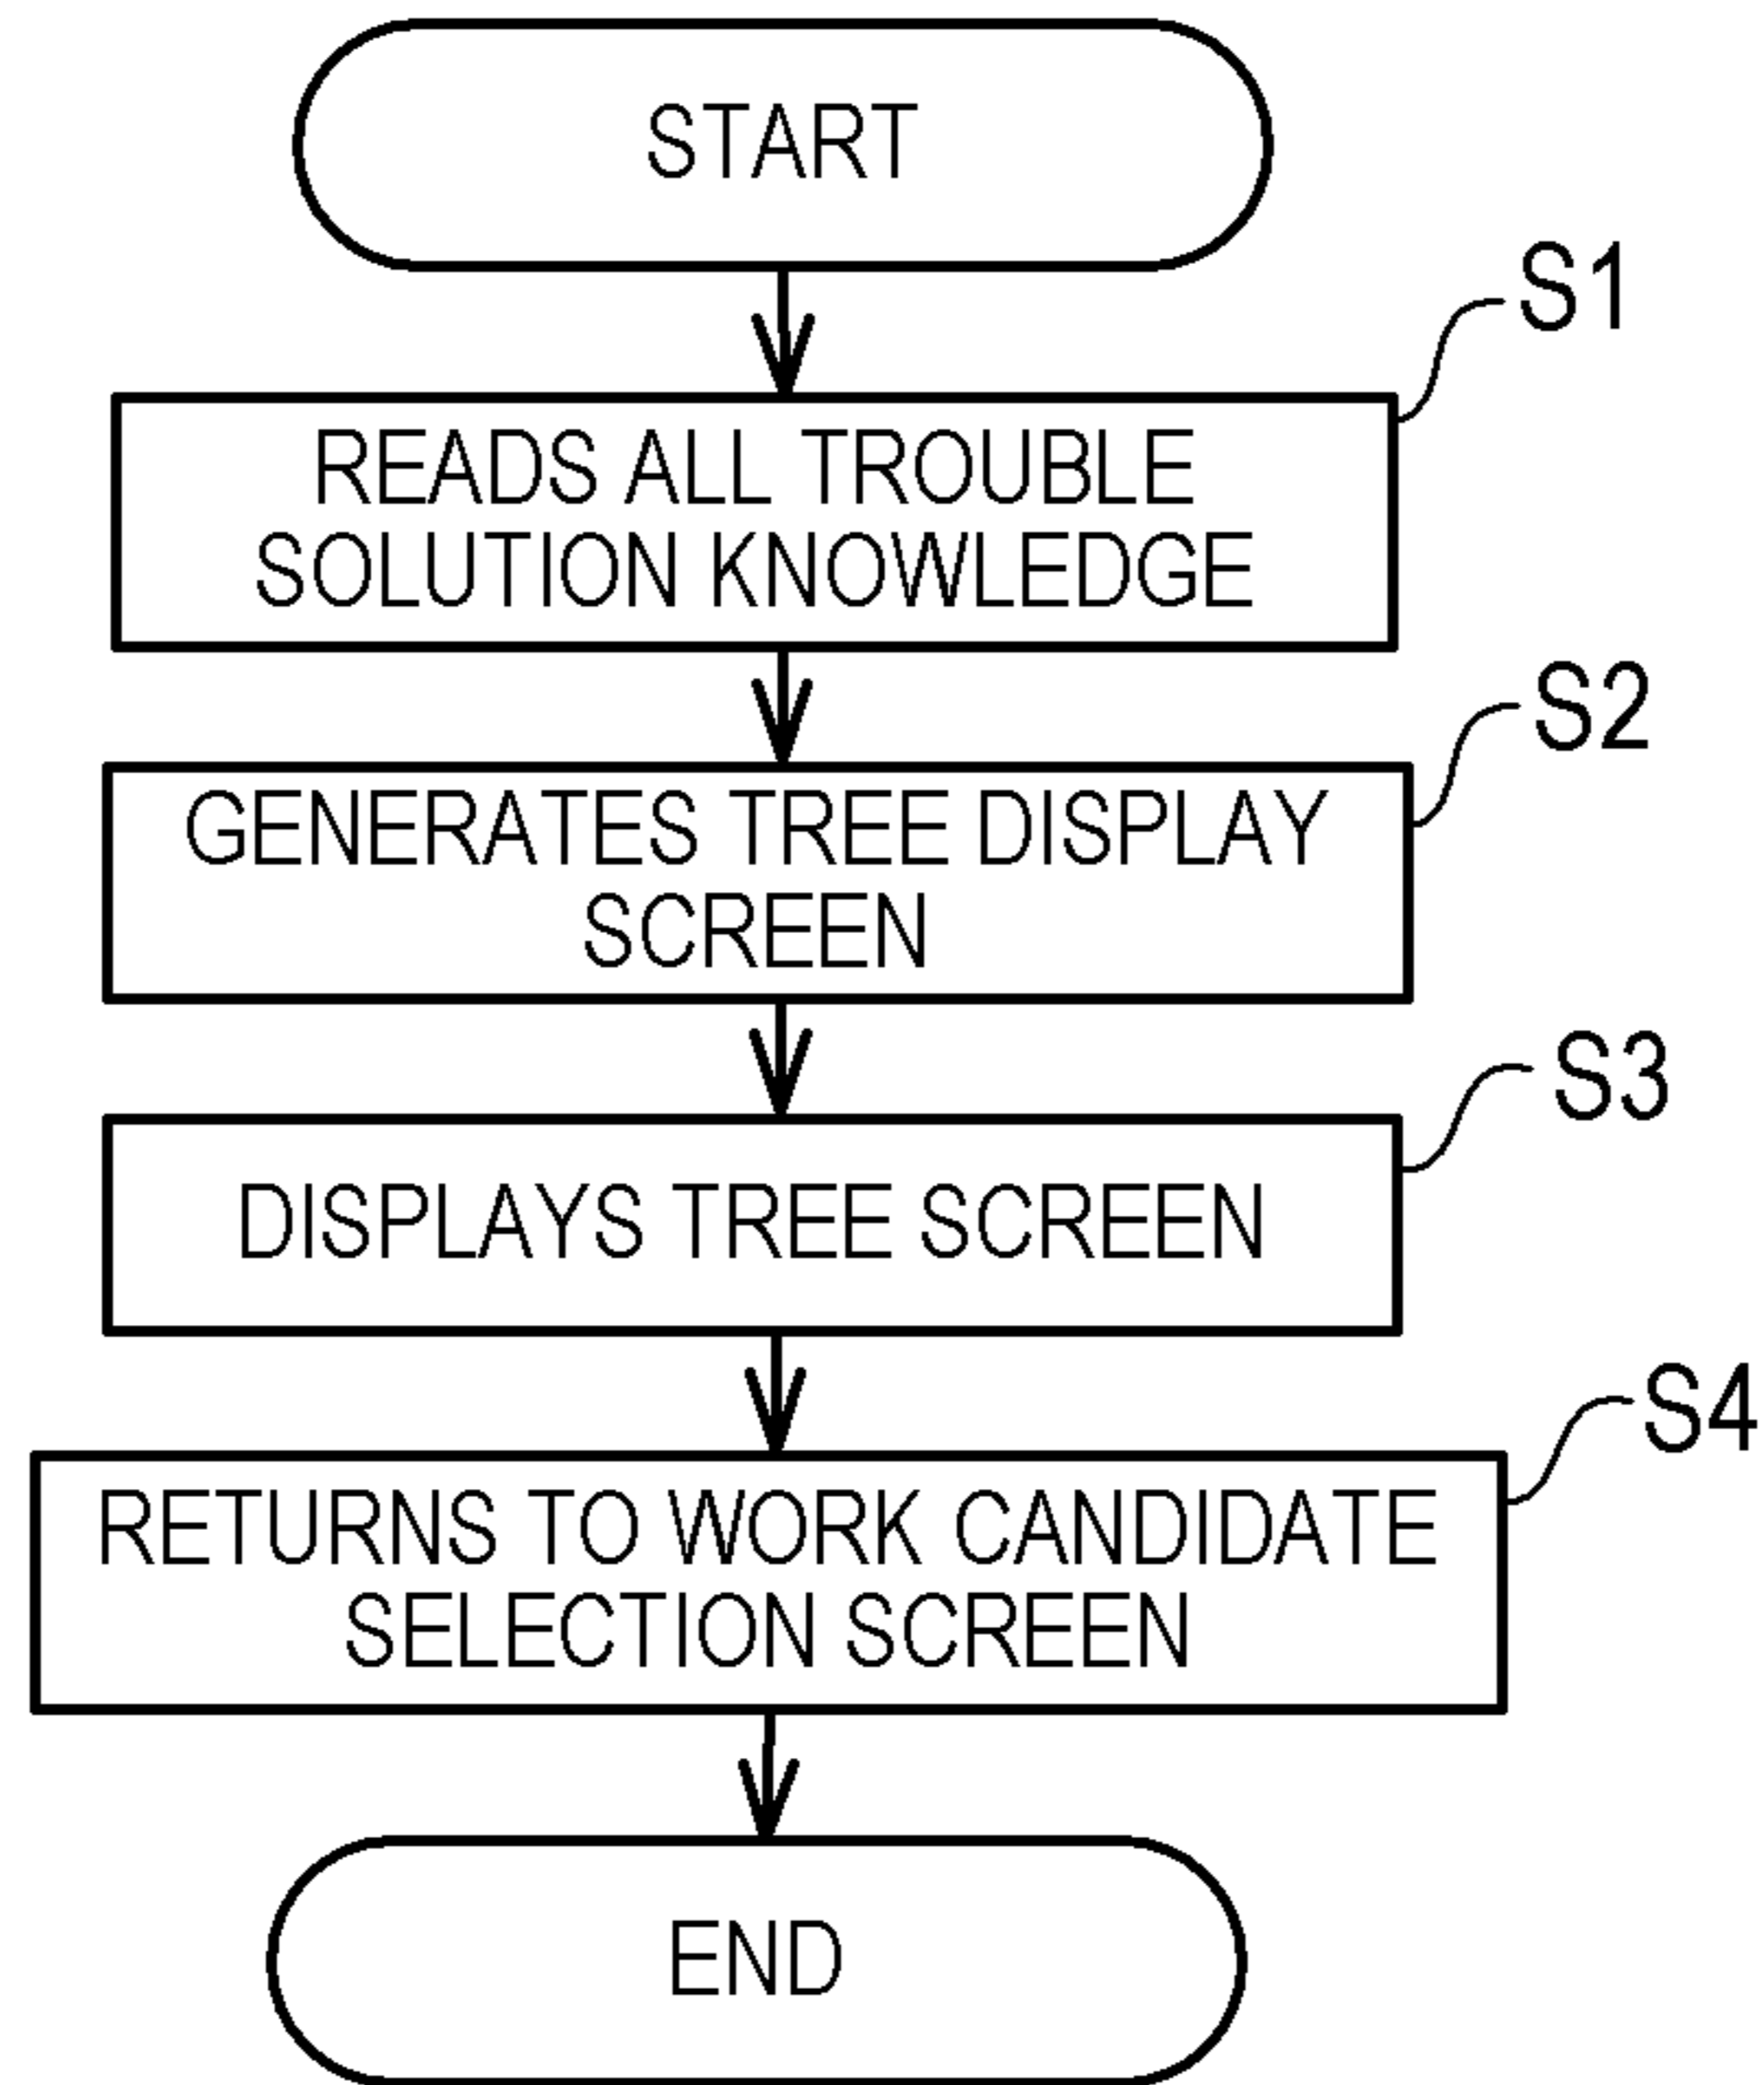 START
S1
READS ALL TROUBLE
SOLUTION KNOWLEDGE
S2
GENERATES TREE DISPLAY
SCREEN
S3
DISPLAYS TREE SCREEN
S4
RETURNS TO WORK CANDIDATE
SELECTION SCREEN
END